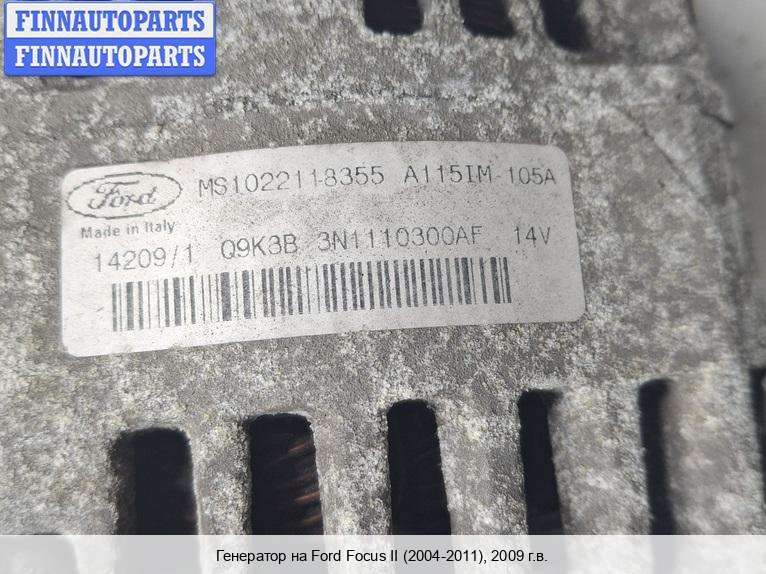 FINNAUTOPARTS
FINNAUTOPARTS
Ford MS1022118355 A115IM-105A
Made in Italy
14209/1 Q9K3B 3N1110300AF 14V
Генератор на Ford Focus II (2004-2011), 2009 г.в.